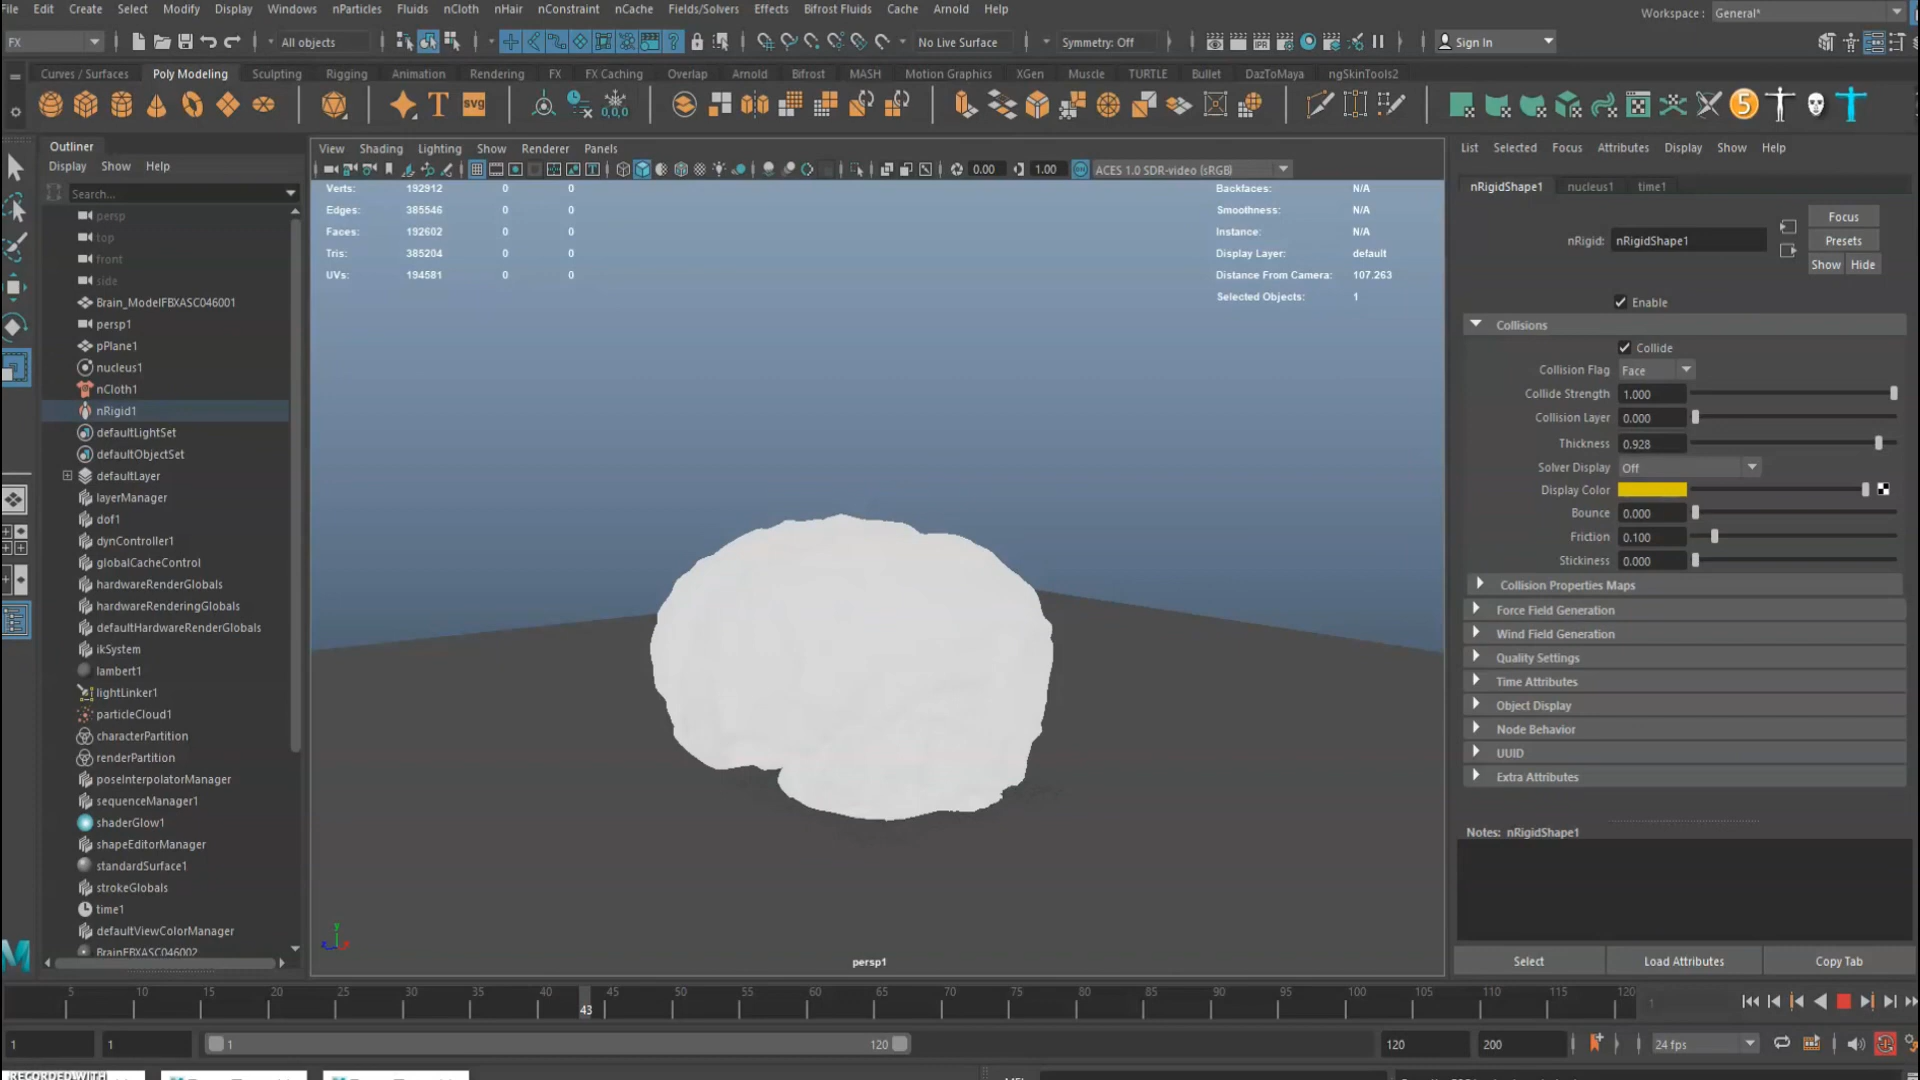 File Edit Create Select Modify Display Windows nParticles Fluids nCloth nHair nConstraint nCache Fields/Solvers Effects Bifrost Fluids Cache Arnold Help
Workspace : General*
FX All objects No Live Surface Symmetry: Off Sign In
Curves / Surfaces Poly Modeling Sculpting Rigging Animation Rendering FX FX Caching Overlap Arnold Bifrost MASH Motion Graphics XGen Muscle TURTLE Bullet DazToMaya ngSkinTools2
T svg 0,0,0 5
Outliner
Display Show Help
Search...
persp
top
front
side
Brain_ModelFBXASC046001
persp1
pPlane1
nucleus1
nCloth1
nRigid1
defaultLightSet
defaultObjectSet
defaultLayer
layerManager
dof1
dynController1
globalCacheControl
hardwareRenderGlobals
hardwareRenderingGlobals
defaultHardwareRenderGlobals
ikSystem
lambert1
lightLinker1
particleCloud1
characterPartition
renderPartition
poseInterpolatorManager
sequenceManager1
shaderGlow1
shapeEditorManager
standardSurface1
strokeGlobals
time1
defaultViewColorManager
BrainFBXASC046002
View Shading Lighting Show Renderer Panels
0.00 1.00 ACES 1.0 SDR-video (sRGB)
Verts: 192912 0 0
Edges: 385546 0 0
Faces: 192602 0 0
Tris: 385204 0 0
UVs: 194581 0 0
Backfaces: N/A
Smoothness: N/A
Instance: N/A
Display Layer: default
Distance From Camera: 107.263
Selected Objects: 1
persp1
List Selected Focus Attributes Display Show Help
nRigidShape1 nucleus1 time1
nRigid: nRigidShape1
Focus
Presets
Show Hide
Enable
Collisions
Collide
Collision Flag Face
Collide Strength 1.000
Collision Layer 0.000
Thickness 0.928
Solver Display Off
Display Color
Bounce 0.000
Friction 0.100
Stickiness 0.000
Collision Properties Maps
Force Field Generation
Wind Field Generation
Quality Settings
Time Attributes
Object Display
Node Behavior
UUID
Extra Attributes
Notes: nRigidShape1
Select Load Attributes Copy Tab
5 10 15 20 25 30 35 40 45 50 55 60 65 70 75 80 85 90 95 100 105 110 115 120
43
1
1 1 1 120 120 200 24 fps
RECORDED WITH